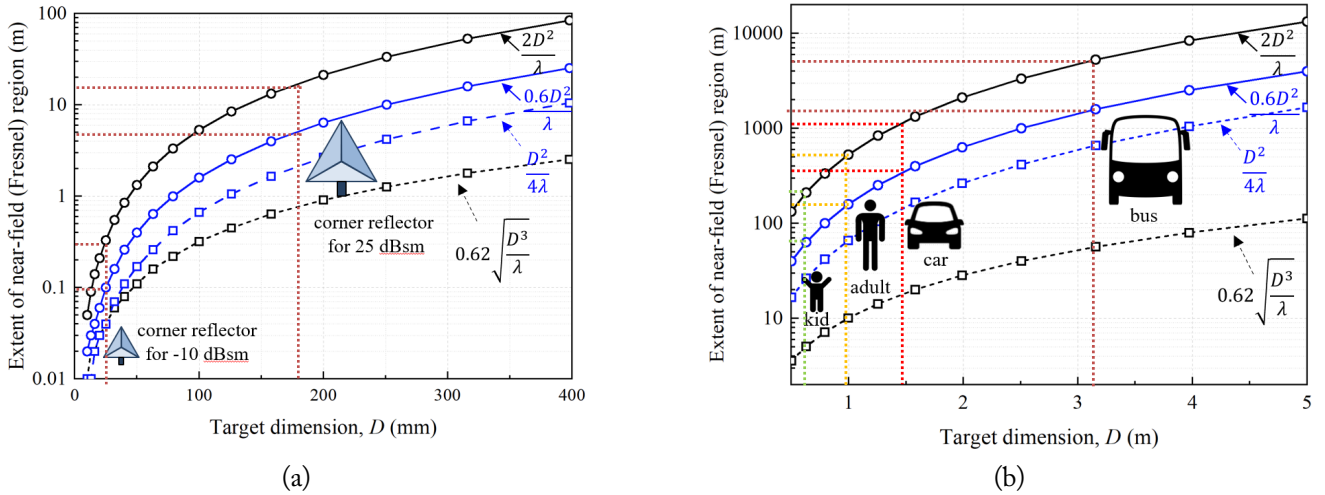 Extent of near-field (Fresnel) region (m)
100
10
1
0.1
0.01
0
100
200
300
400
Target dimension, D (mm)
2D²
λ
0.6D²
λ
D²
4λ
0.62 √
D³
λ
corner reflector
for 25 dBsm
corner reflector
for -10 dBsm
(a)
Extent of near-field (Fresnel) region (m)
10000
1000
100
10
1
2
3
4
5
Target dimension, D (m)
2D²
λ
0.6D²
λ
D²
4λ
0.62 √
D³
λ
bus
car
adult
kid
(b)